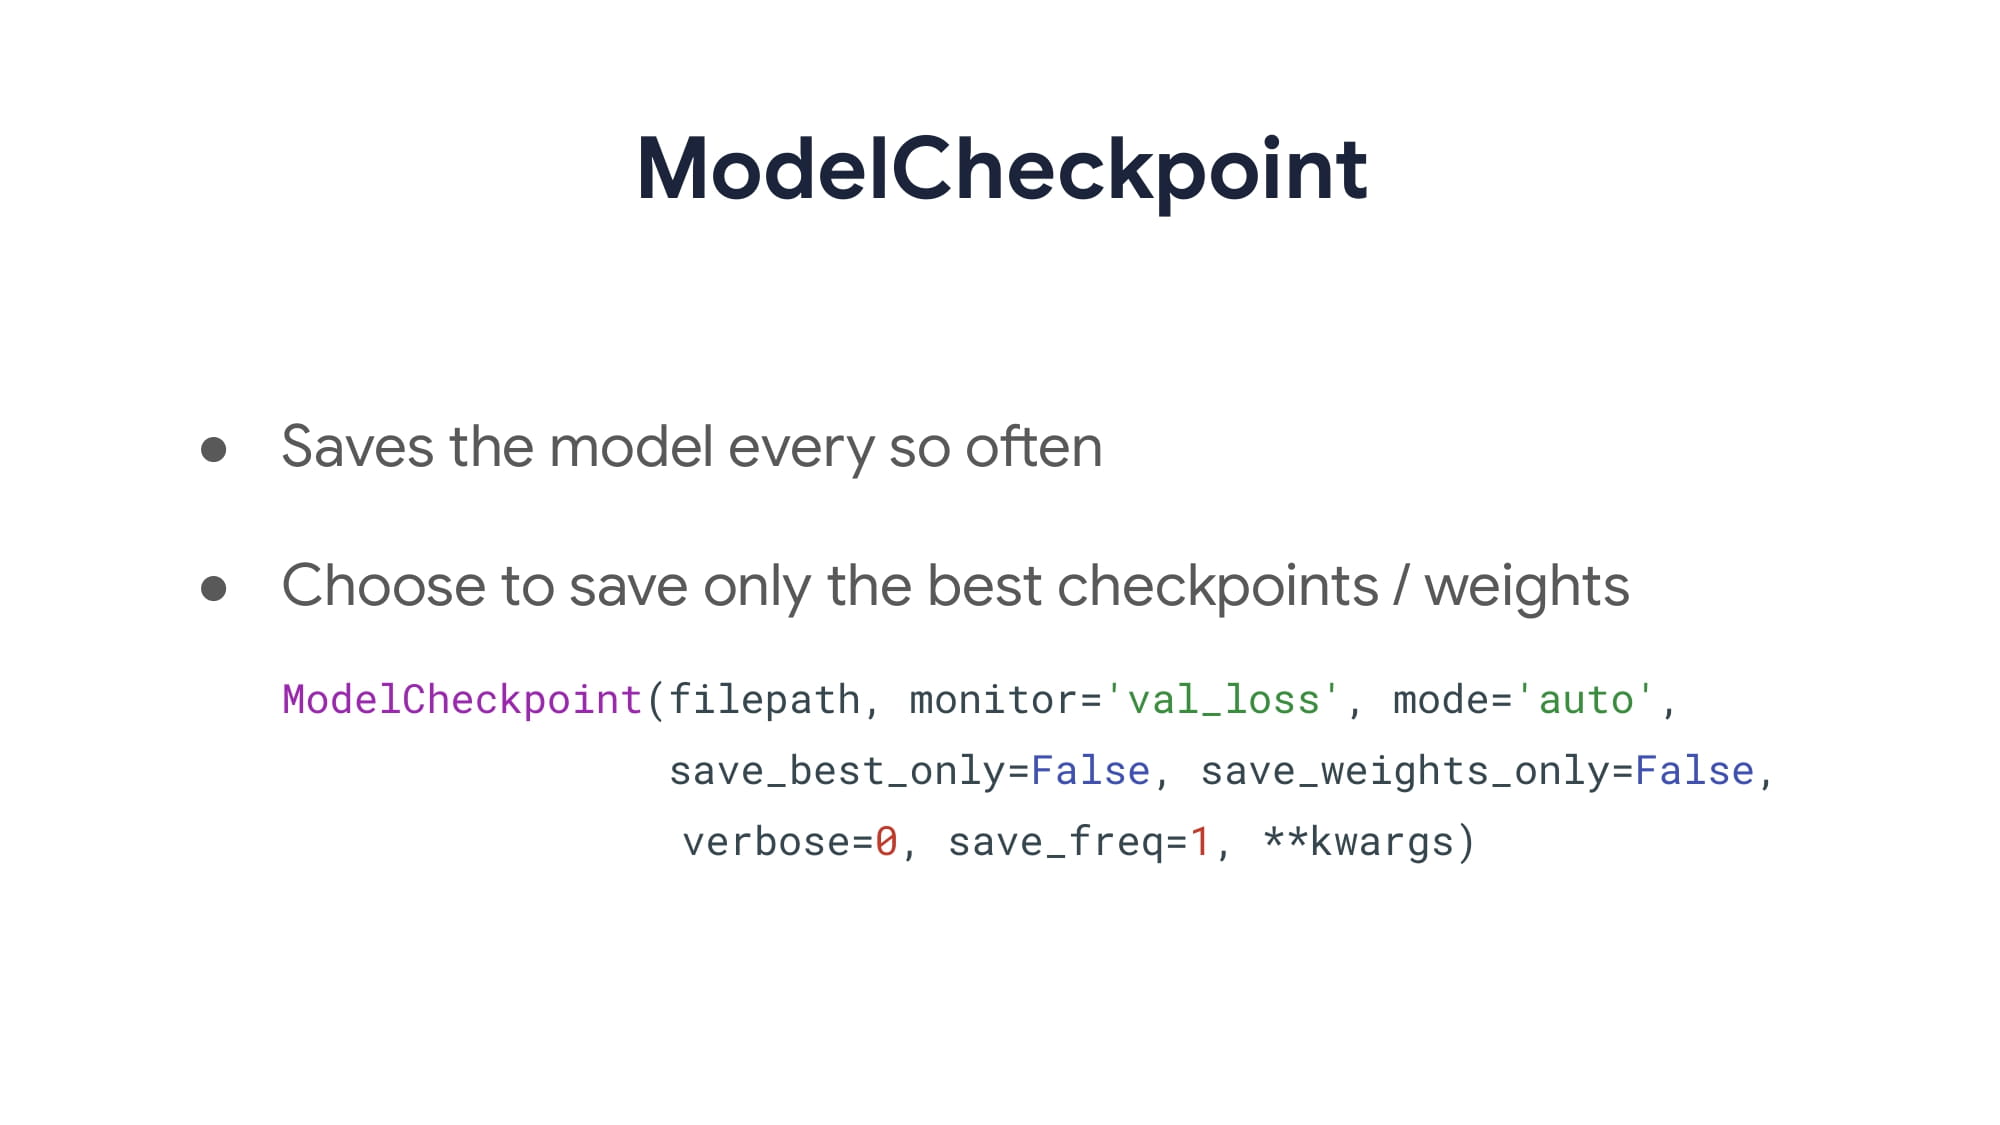 ModelCheckpoint
● Saves the model every so often
● Choose to save only the best checkpoints / weights
ModelCheckpoint(filepath, monitor='val_loss', mode='auto',
save_best_only=False, save_weights_only=False,
verbose=0, save_freq=1, **kwargs)